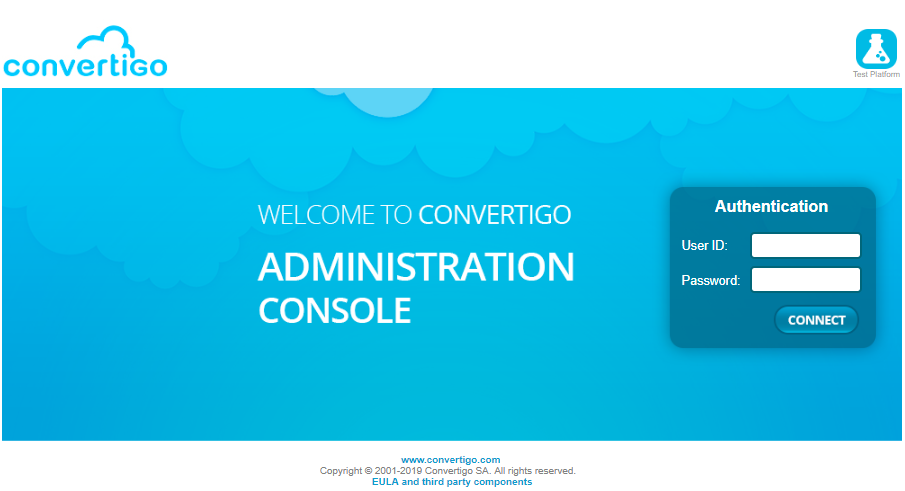 convertigo
Test Platform
WELCOME TO CONVERTIGO
ADMINISTRATION
CONSOLE
Authentication
User ID:
Password:
CONNECT
www.convertigo.com
Copyright © 2001-2019 Convertigo SA. All rights reserved.
EULA and third party components